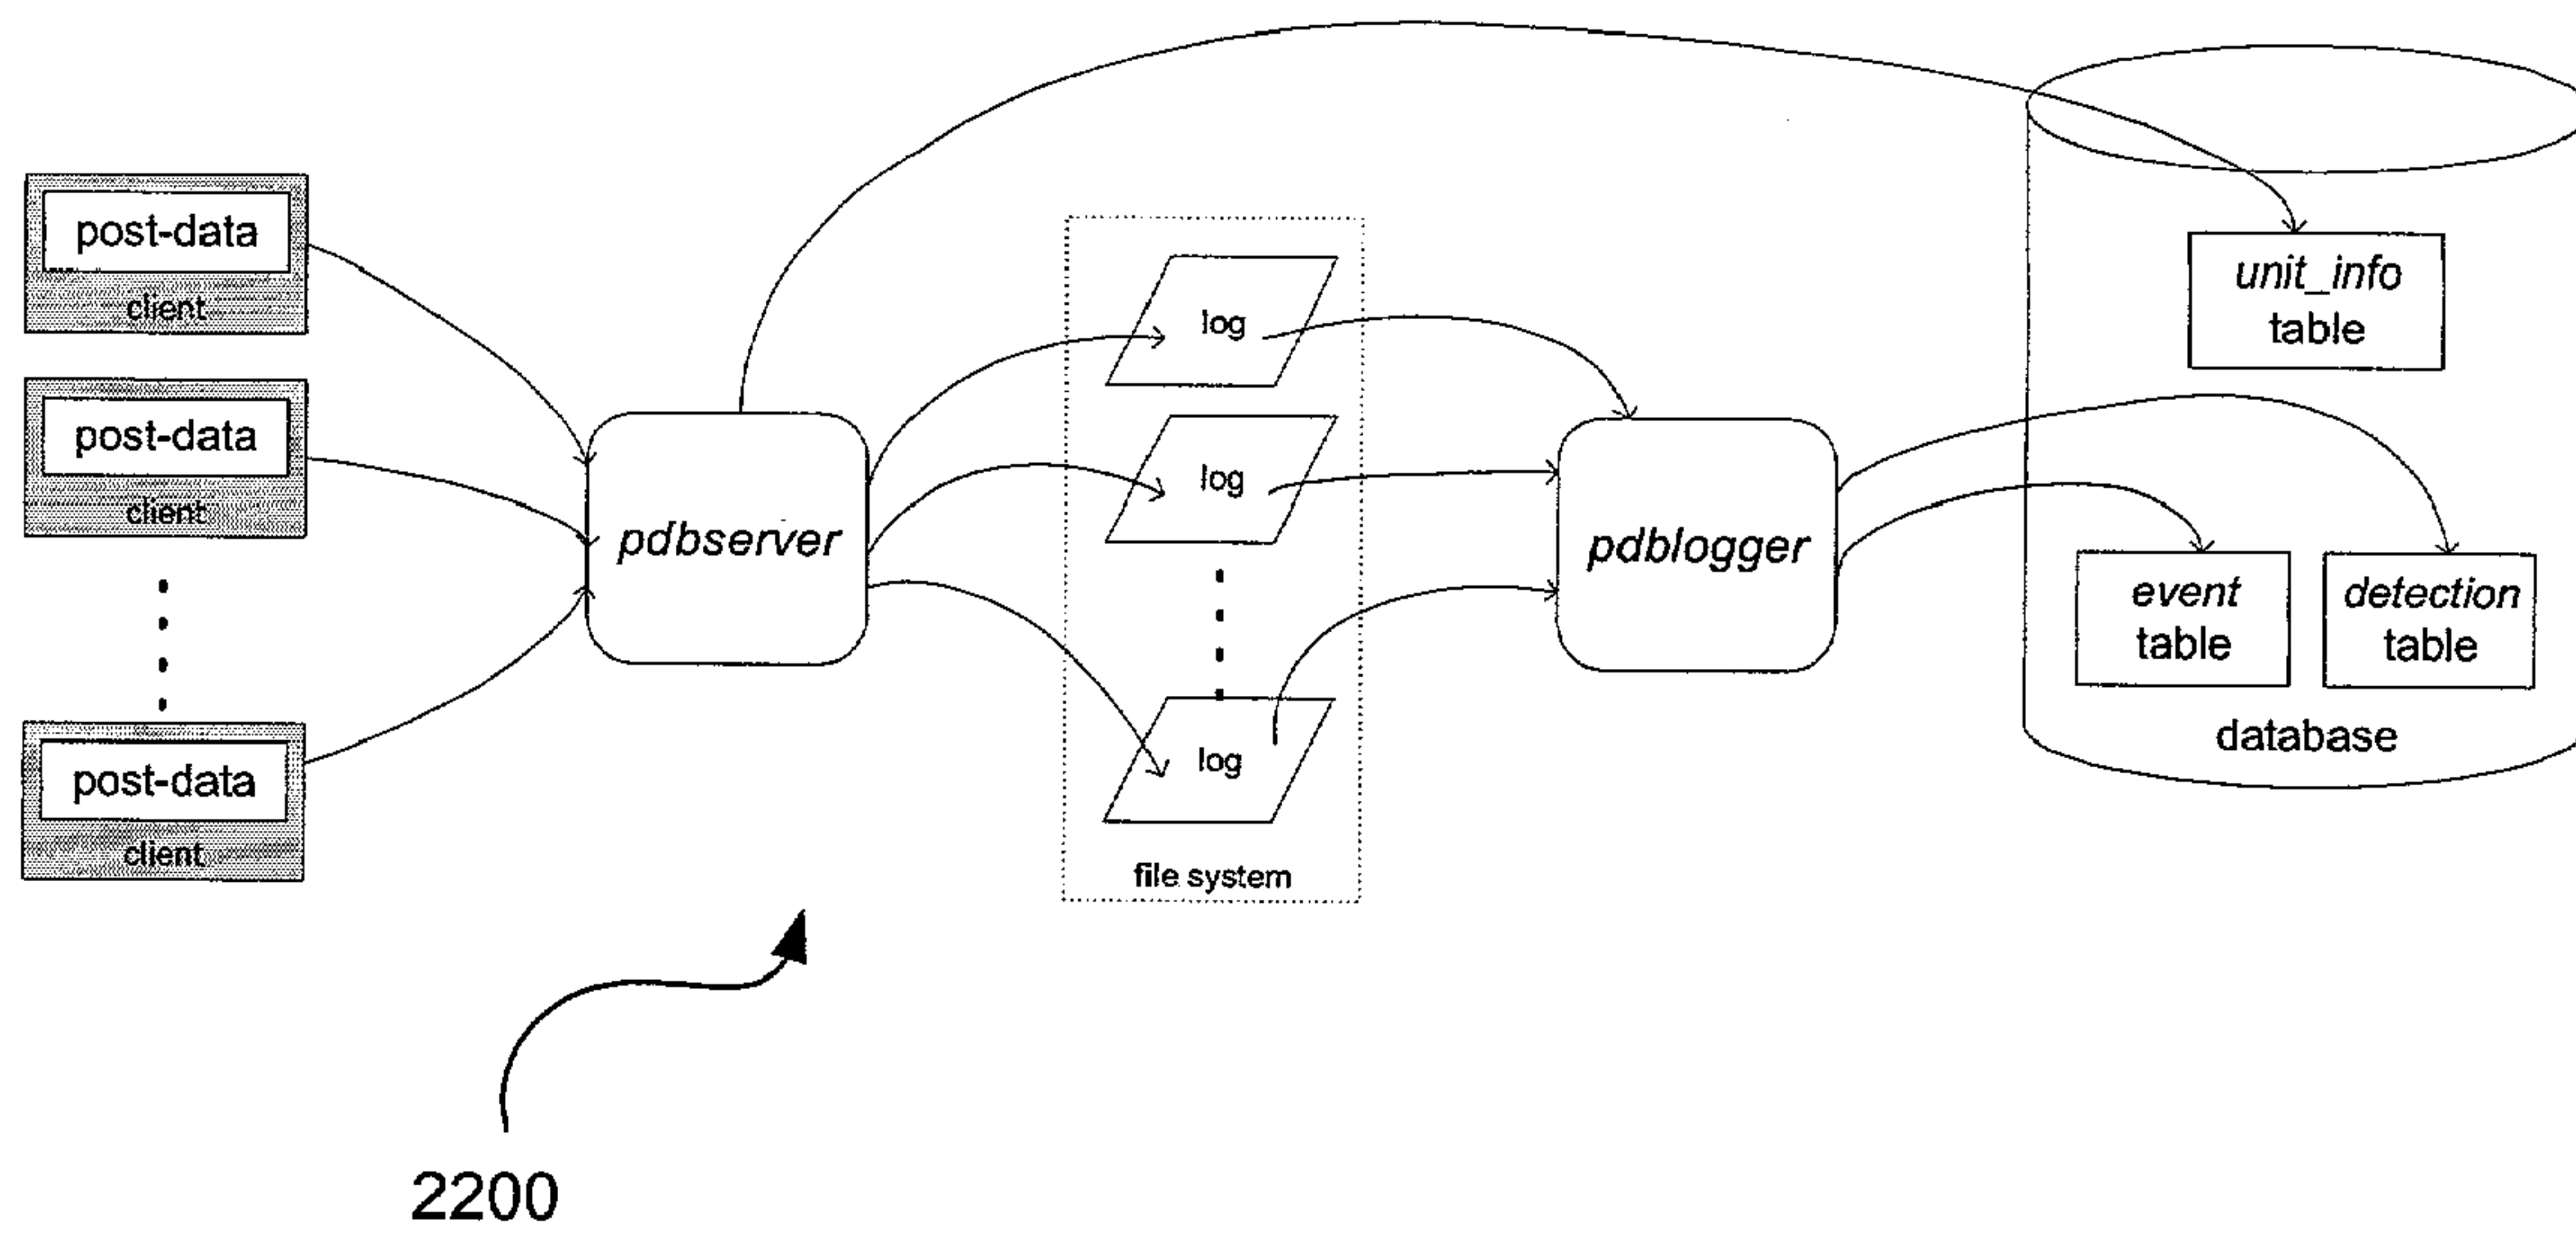 post-data
client
post-data
client
post-data
client
pdbserver
log
log
log
file system
pdblogger
unit_info
table
event
table
detection
table
database
2200